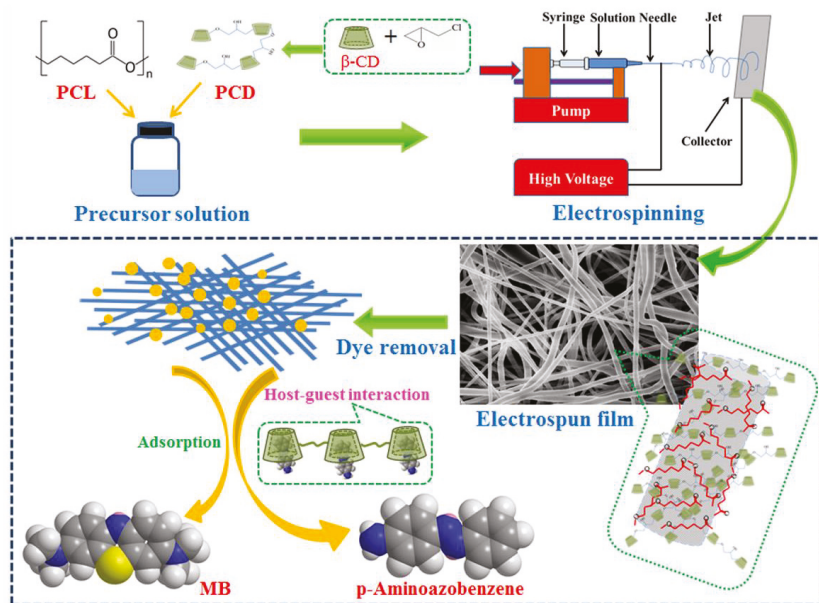 O
O
n
OH
O
Cl
β-CD
PCL
PCD
Syringe Solution Needle
Jet
Pump
Collector
High Voltage
Precursor solution
Electrospinning
Dye removal
Host-guest interaction
Electrospun film
Adsorption
MB
p-Aminoazobenzene